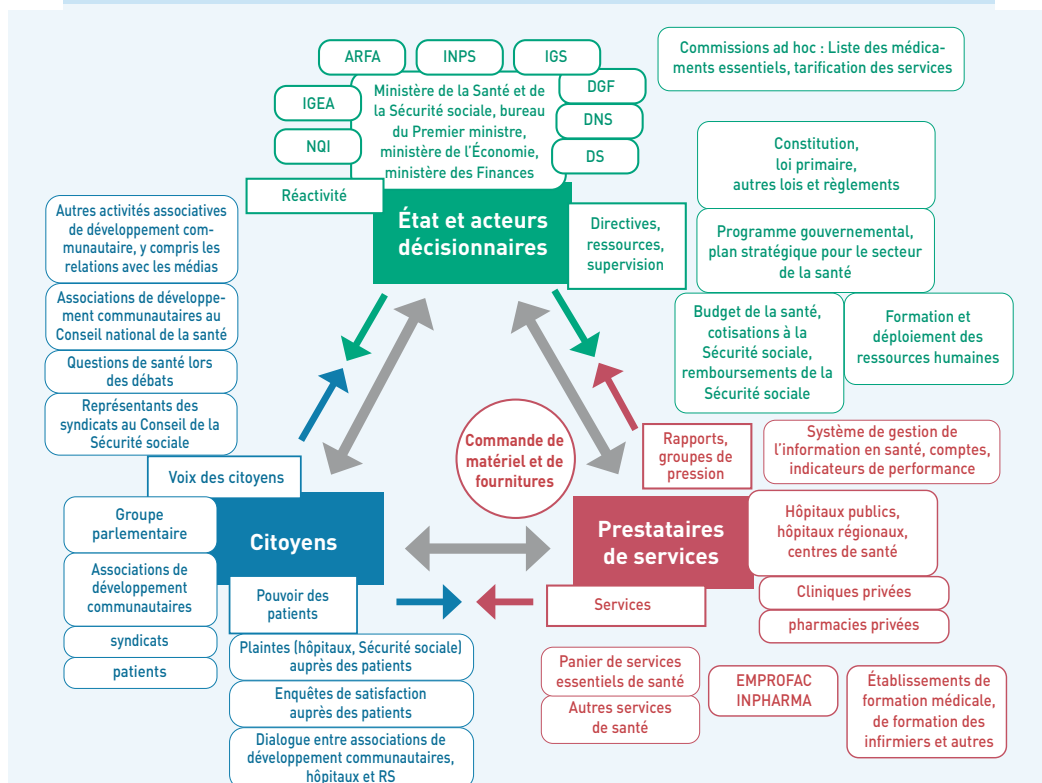 ARFA
INPS
IGS
Commissions ad hoc : Liste des médica-
ments essentiels, tarification des services
IGEA
NQI
Ministère de la Santé et de
la Sécurité sociale, bureau
du Premier ministre,
ministère de l'Économie,
ministère des Finances
DGF
DNS
DS
Réactivité
État et acteurs
décisionnaires
Directives,
ressources,
supervision
Constitution,
loi primaire,
autres lois et règlements
Programme gouvernemental,
plan stratégique pour le secteur
de la santé
Budget de la santé,
cotisations à la
Sécurité sociale,
remboursements de la
Sécurité sociale
Formation et
déploiement des
ressources humaines
Autres activités associatives
de développement com-
munautaire, y compris les
relations avec les médias
Associations de développe-
ment communautaires au
Conseil national de la santé
Questions de santé lors
des débats
Représentants des
syndicats au Conseil de la
Sécurité sociale
Voix des citoyens
Commande de
matériel et de
fournitures
Rapports,
groupes de
pression
Système de gestion de
l'information en santé, comptes,
indicateurs de performance
Groupe
parlementaire
Associations de
développement
communautaires
syndicats
patients
Citoyens
Pouvoir des
patients
Plaintes (hôpitaux, Sécurité sociale)
auprès des patients
Enquêtes de satisfaction
auprès des patients
Dialogue entre associations de
développement communautaires,
hôpitaux et RS
Prestataires
de services
Services
Hôpitaux publics,
hôpitaux régionaux,
centres de santé
Cliniques privées
pharmacies privées
Panier de services
essentiels de santé
Autres services
de santé
EMPROFAC
INPHARMA
Établissements de
formation médicale,
de formation des
infirmiers et autres